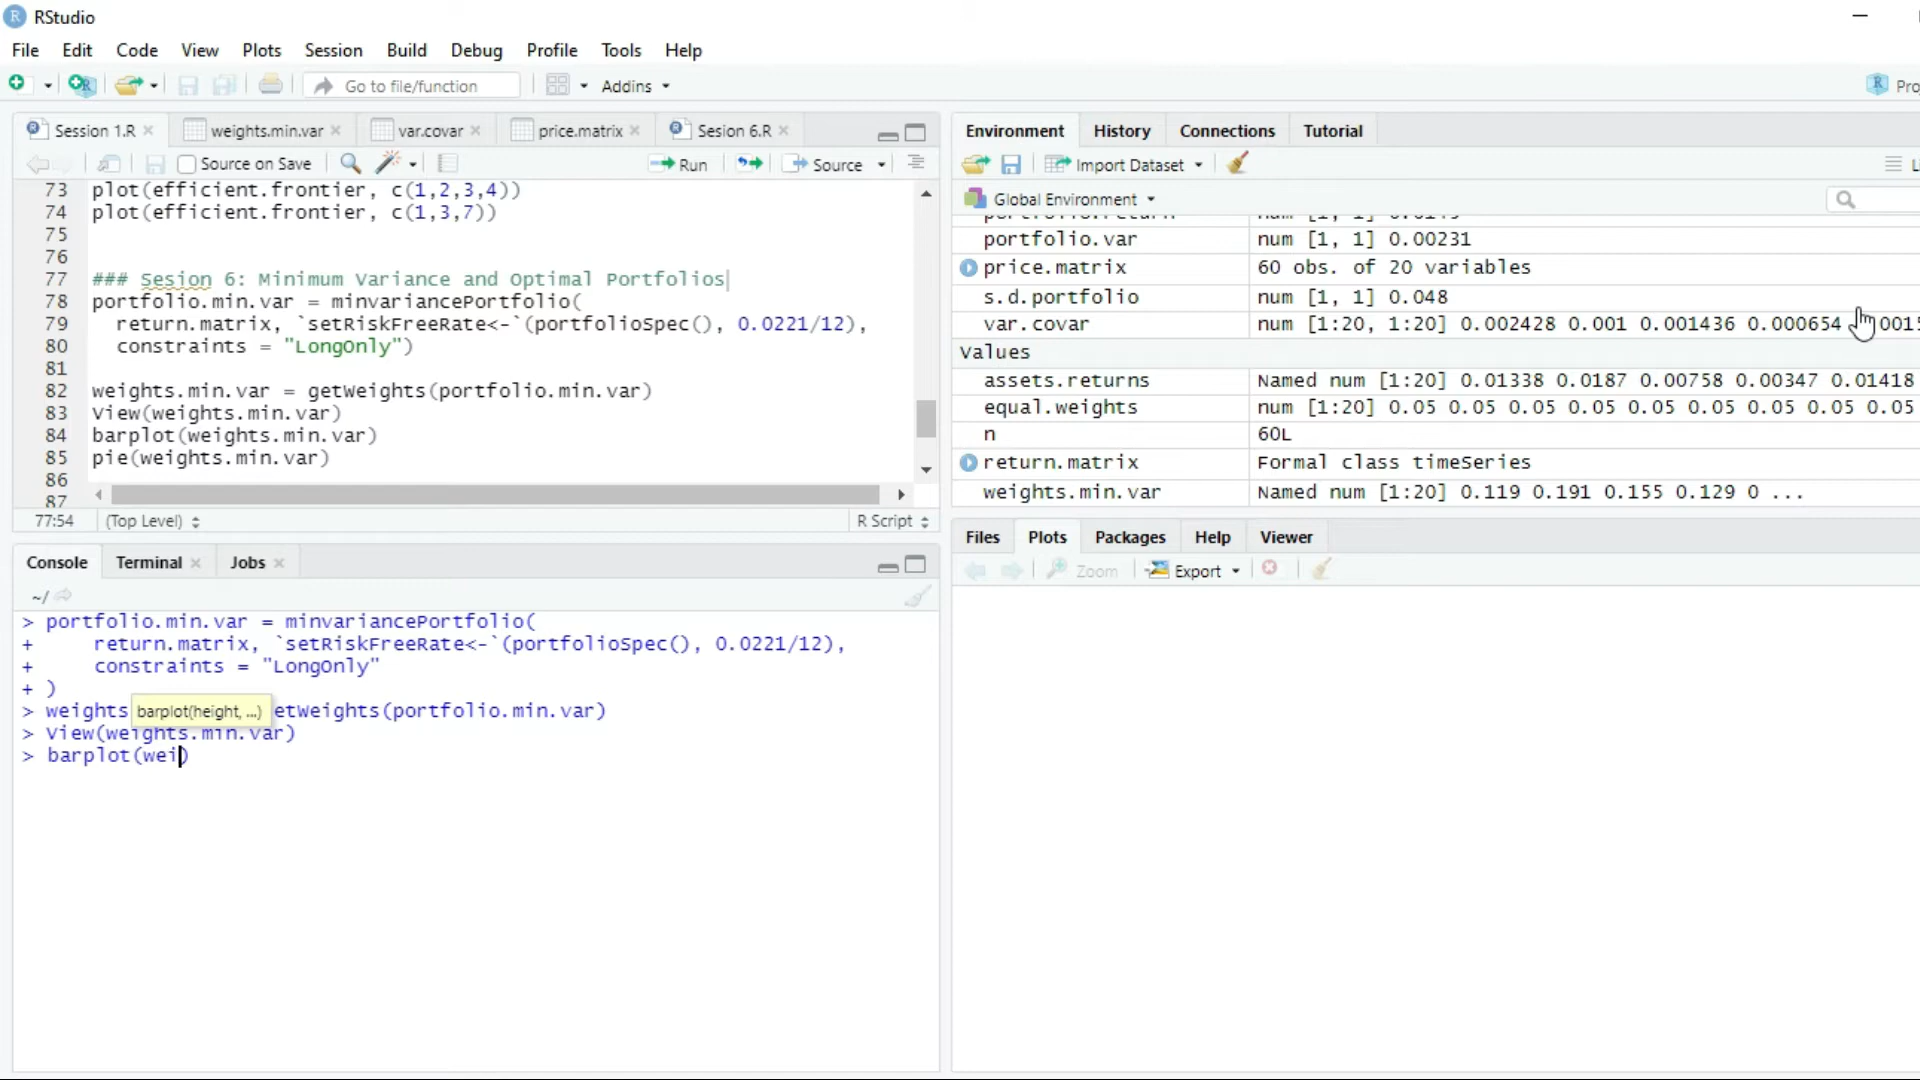 RStudio
File Edit Code View Plots Session Build Debug Profile Tools Help
Go to file/function Addins
Session 1.R weights.min.var var.covar price.matrix Sesion 6.R
Source on Save Run Source
73 plot(efficient.frontier, c(1,2,3,4))
74 plot(efficient.frontier, c(1,3,7))
75
76
77 ### Sesion 6: Minimum Variance and Optimal Portfolios
78 portfolio.min.var = minvariancePortfolio(
79 return.matrix, `setRiskFreeRate<-`(portfolioSpec(), 0.0221/12),
80 constraints = "LongOnly")
81
82 weights.min.var = getWeights(portfolio.min.var)
83 View(weights.min.var)
84 barplot(weights.min.var)
85 pie(weights.min.var)
86
87
77:54 (Top Level) R Script
Console Terminal Jobs
~/
> portfolio.min.var = minvariancePortfolio(
+ return.matrix, `setRiskFreeRate<-`(portfolioSpec(), 0.0221/12),
+ constraints = "LongOnly"
+ )
> weights barplot(height, ...) etWeights(portfolio.min.var)
> View(weights.min.var)
> barplot(wei)
Environment History Connections Tutorial
Import Dataset
Global Environment
portfolio.var num [1, 1] 0.00231
price.matrix 60 obs. of 20 variables
s.d.portfolio num [1, 1] 0.048
var.covar num [1:20, 1:20] 0.002428 0.001 0.001436 0.000654
Values
assets.returns Named num [1:20] 0.01338 0.0187 0.00758 0.00347 0.01418
equal.weights num [1:20] 0.05 0.05 0.05 0.05 0.05 0.05 0.05 0.05 0.05
n 60L
return.matrix Formal class timeSeries
weights.min.var Named num [1:20] 0.119 0.191 0.155 0.129 0 ...
Files Plots Packages Help Viewer
Zoom Export